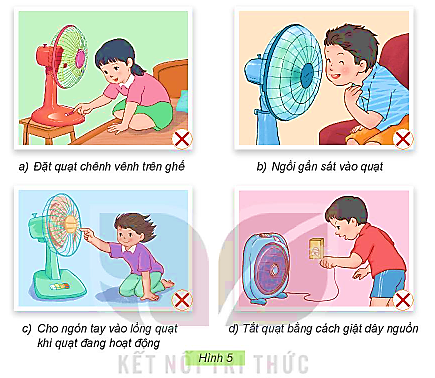 a) Đặt quạt chênh vênh trên ghế
b) Ngồi gần sát vào quạt
c) Cho ngón tay vào lồng quạt
khi quạt đang hoạt động
d) Tắt quạt bằng cách giật dây nguồn
Hình 5
KẾT NỐI TRI THỨC